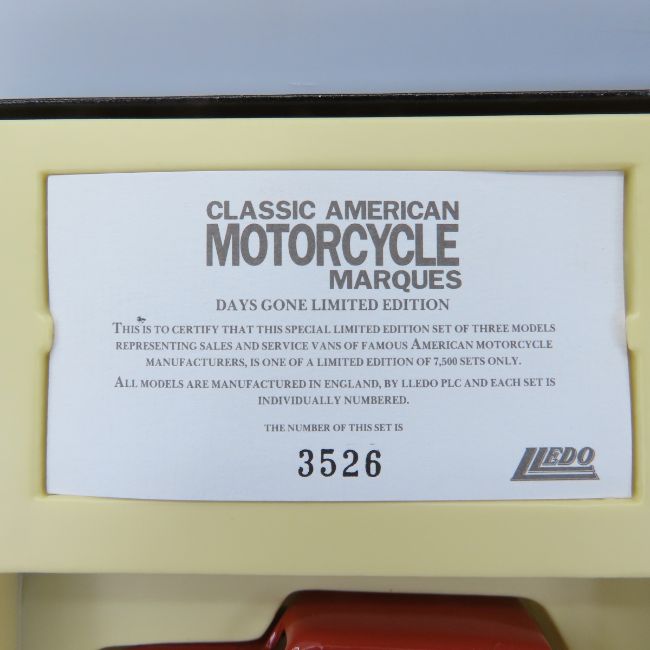 CLASSIC AMERICAN
MOTORCYCLE
MARQUES
DAYS GONE LIMITED EDITION
THIS IS TO CERTIFY THAT THIS SPECIAL LIMITED EDITION SET OF THREE MODELS
REPRESENTING SALES AND SERVICE VANS OF FAMOUS AMERICAN MOTORCYCLE
MANUFACTURERS, IS ONE OF A LIMITED EDITION OF 7,500 SETS ONLY.
ALL MODELS ARE MANUFACTURED IN ENGLAND, BY LLEDO PLC AND EACH SET IS
INDIVIDUALLY NUMBERED.
THE NUMBER OF THIS SET IS
3526
LLEDO